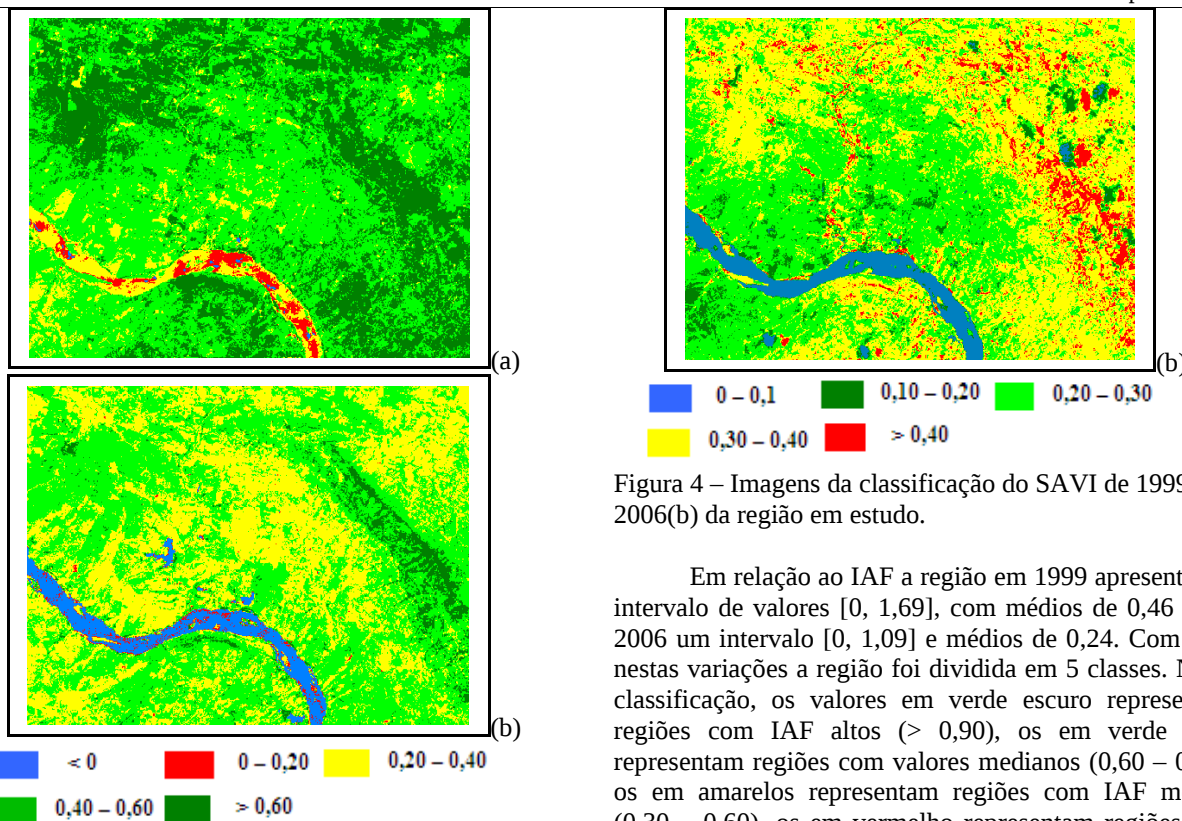 (a)
(b)
< 0
0 – 0,20
0,20 – 0,40
0,40 – 0,60
> 0,60
(b)
0 – 0,1
0,10 – 0,20
0,20 – 0,30
0,30 – 0,40
> 0,40
Figura 4 – Imagens da classificação do SAVI de 1999
2006(b) da região em estudo.
Em relação ao IAF a região em 1999
intervalo de valores [0, 1,69], com médios de 0,46
2006 um intervalo [0, 1,09] e médios de 0,24. Com
nestas variações a região foi dividida em 5 classes.
classificação, os valores em verde escuro
regiões com IAF altos (> 0,90), os em verde
representam regiões com valores medianos (0,60 –
os em amarelos representam regiões com IAF
os em vermelho representam regiões